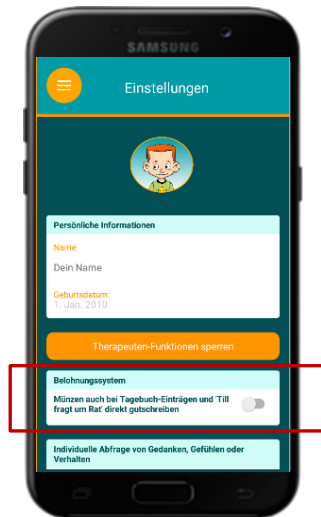 SAMSUNG
Einstellungen
Persönliche Informationen
Name:
Dein Name
Geburtsdatum:
1. Jan. 2010
Therapeuten-Funktionen sperren
Belohnungssystem
Münzen auch bei Tagebuch-Einträgen und 'Till
fragt um Rat' direkt gutschreiben
Individuelle Abfrage von Gedanken, Gefühlen oder
Verhalten